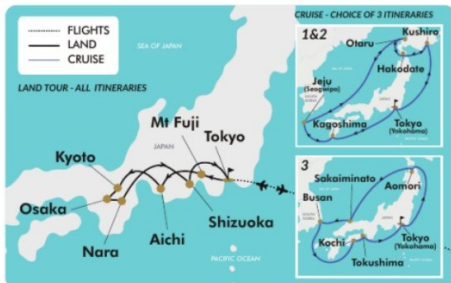 FLIGHTS
LAND
CRUISE
LAND TOUR - ALL ITINERARIES
SEA OF JAPAN
JAPAN
Mt Fuji
Tokyo
Kyoto
Osaka
Nara
Aichi
Shizuoka
PACIFIC OCEAN
CRUISE - CHOICE OF 3 ITINERARIES
1&2
Kushiro
Otaru
Hakodate
JAPAN
Jeju
(Seogwipo)
Kagoshima
Tokyo
(Yokohama)
3
Aomori
Sakaiminato
Busan
JAPAN
Kochi
Tokyo
(Yokohama)
Tokushima